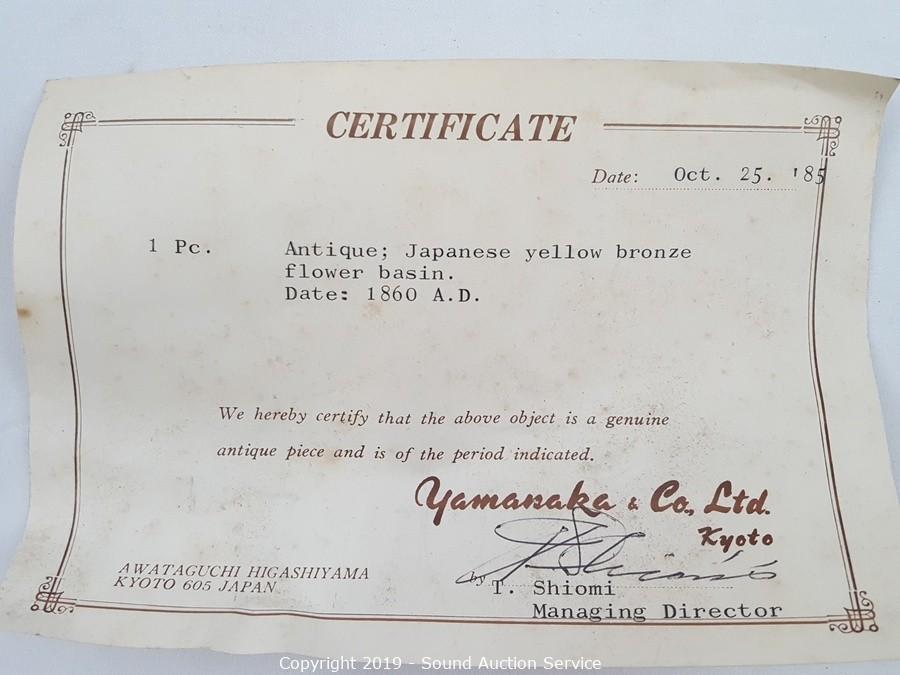 CERTIFICATE
Date: Oct. 25. '85
1 Pc. Antique; Japanese yellow bronze
flower basin.
Date: 1860 A.D.
We hereby certify that the above object is a genuine
antique piece and is of the period indicated.
Yamanaka & Co., Ltd.
Kyoto
T. Shiomi
by T. Shiomi
Managing Director
AWATAGUCHI HIGASHIYAMA
KYOTO 605 JAPAN
Copyright 2019 - Sound Auction Service